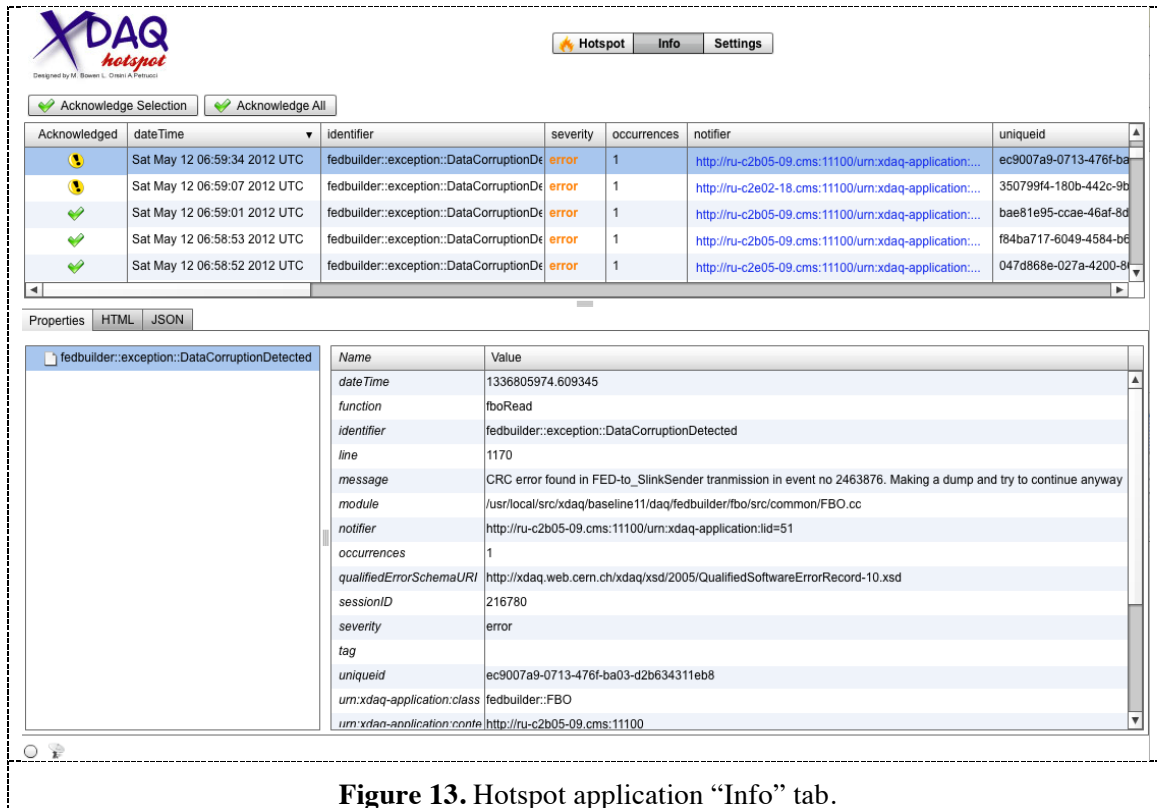 XDAQ
hotspot
Designed by M. Bowen L. Orsini A.Petrucci
Hotspot Info Settings
Acknowledge Selection Acknowledge All
Acknowledged dateTime identifier severity occurrences notifier uniqueid
Sat May 12 06:59:34 2012 UTC fedbuilder::exception::DataCorruptionDe error 1 http://ru-c2b05-09.cms:11100/urn:xdaq-application:... ec9007a9-0713-476f-ba
Sat May 12 06:59:07 2012 UTC fedbuilder::exception::DataCorruptionDe error 1 http://ru-c2e02-18.cms:11100/urn:xdaq-application:... 350799f4-180b-442c-9b
Sat May 12 06:59:01 2012 UTC fedbuilder::exception::DataCorruptionDe error 1 http://ru-c2b05-09.cms:11100/urn:xdaq-application:... bae81e95-ccae-46af-8d
Sat May 12 06:58:53 2012 UTC fedbuilder::exception::DataCorruptionDe error 1 http://ru-c2b05-09.cms:11100/urn:xdaq-application:... f84ba717-6049-4584-b6
Sat May 12 06:58:52 2012 UTC fedbuilder::exception::DataCorruptionDe error 1 http://ru-c2e05-09.cms:11100/urn:xdaq-application:... 047d868e-027a-4200-8
Properties HTML JSON
fedbuilder::exception::DataCorruptionDetected
Name Value
dateTime 1336805974.609345
function fboRead
identifier fedbuilder::exception::DataCorruptionDetected
line 1170
message CRC error found in FED-to_SlinkSender tranmission in event no 2463876. Making a dump and try to continue anyway
module /usr/local/src/xdaq/baseline11/daq/fedbuilder/fbo/src/common/FBO.cc
notifier http://ru-c2b05-09.cms:11100/urn:xdaq-application:lid=51
occurrences 1
qualifiedErrorSchemaURI http://xdaq.web.cern.ch/xdaq/xsd/2005/QualifiedSoftwareErrorRecord-10.xsd
sessionID 216780
severity error
tag
uniqueid ec9007a9-0713-476f-ba03-d2b634311eb8
urn:xdaq-application:class fedbuilder::FBO
urn:xdaq-application:conte http://ru-c2b05-09.cms:11100
Figure 13. Hotspot application “Info” tab.